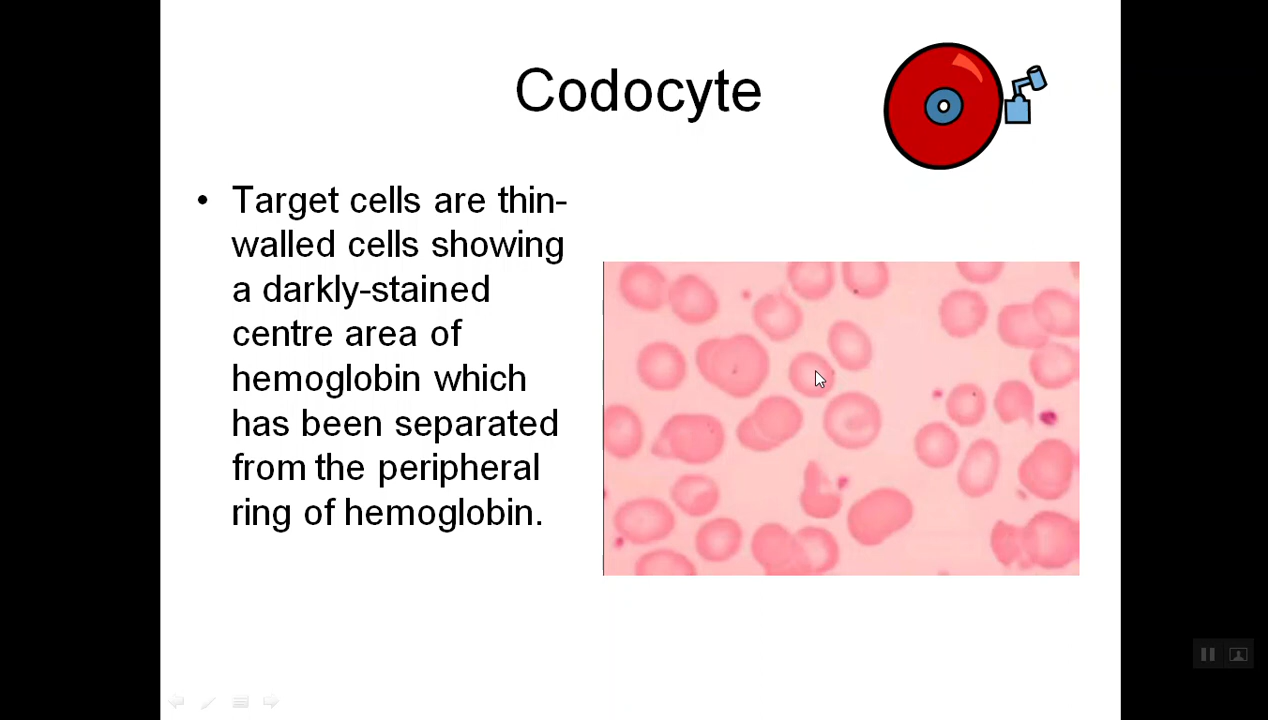 Codocyte
• Target cells are thin-
walled cells showing
a darkly-stained
centre area of
hemoglobin which
has been separated
from the peripheral
ring of hemoglobin.